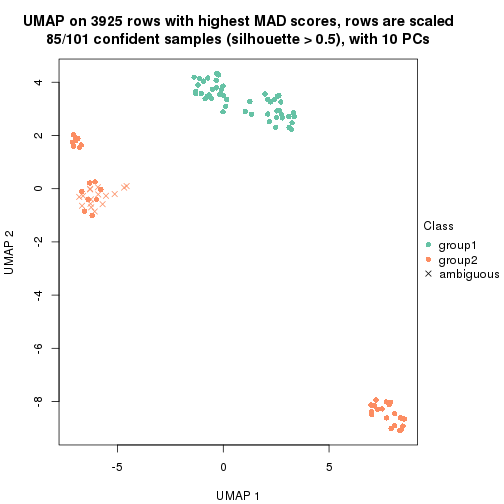 UMAP on 3925 rows with highest MAD scores, rows are scaled
85/101 confident samples (silhouette > 0.5), with 10 PCs
4
2
0
-2
-4
-6
-8
UMAP 2
-5
0
5
UMAP 1
Class
group1
group2
ambiguous